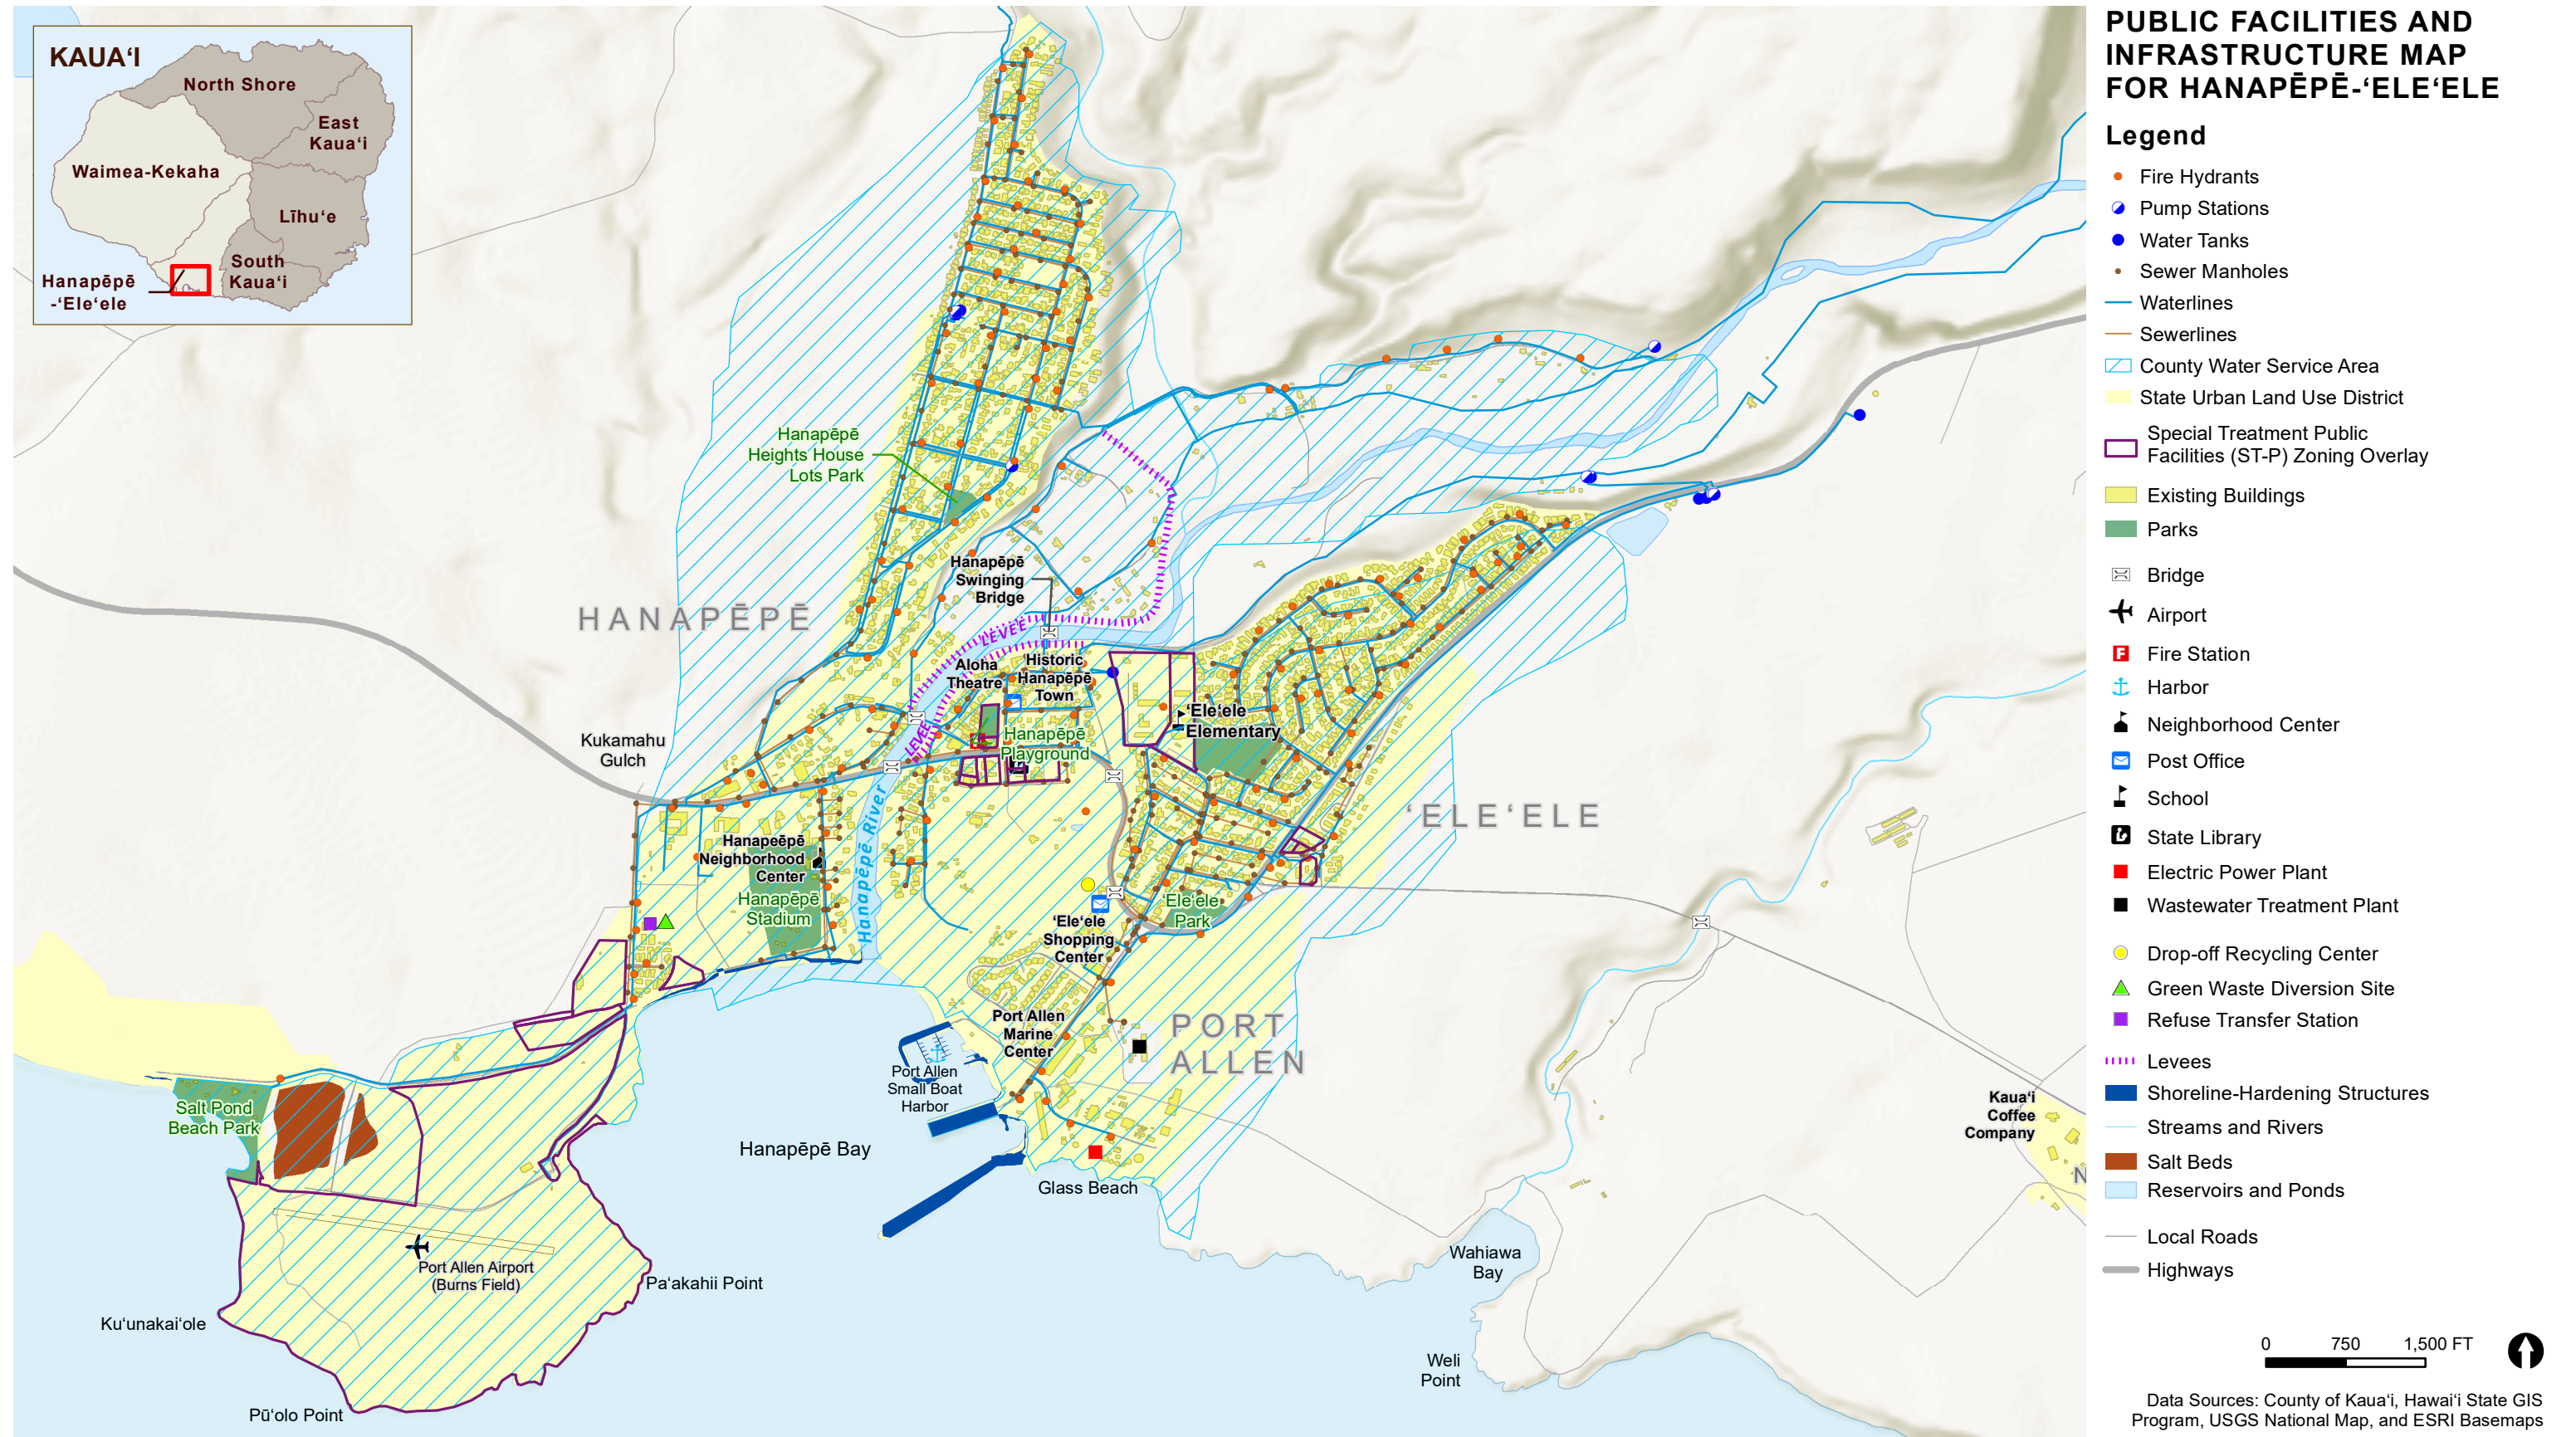 KAUAʻI
North Shore
East
Kauaʻi
Waimea-Kekaha
Līhuʻe
South
Kauaʻi
Hanapēpē
-ʻEleʻele
Hanapēpē
Heights House
Lots Park
Hanapēpē
Swinging
Bridge
HANAPĒPĒ
LEVEE
Aloha
Theatre
Historic
Hanapēpē
Town
LEVEE
ʻEleʻele
Elementary
Hanapēpē
Playground
Kukamahu
Gulch
ʻELEʻELE
Hanapeēpē
Neighborhood
Center
Hanapēpē River
Hanapēpē
Stadium
ʻEleʻele
Park
ʻEleʻele
Shopping
Center
Port Allen
Marine
Center
PORT
ALLEN
Port Allen
Small Boat
Harbor
Salt Pond
Beach Park
Hanapēpē Bay
Glass Beach
Kauaʻi
Coffee
Company
N
Port Allen Airport
(Burns Field)
Paʻakahii Point
Kuʻunakaiʻole
Pūʻolo Point
Wahiawa
Bay
Weli
Point
PUBLIC FACILITIES AND
INFRASTRUCTURE MAP
FOR HANAPĒPĒ-ʻELEʻELE
Legend
Fire Hydrants
Pump Stations
Water Tanks
Sewer Manholes
Waterlines
Sewerlines
County Water Service Area
State Urban Land Use District
Special Treatment Public
Facilities (ST-P) Zoning Overlay
Existing Buildings
Parks
Bridge
Airport
F
Fire Station
Harbor
Neighborhood Center
Post Office
School
State Library
Electric Power Plant
Wastewater Treatment Plant
Drop-off Recycling Center
Green Waste Diversion Site
Refuse Transfer Station
Levees
Shoreline-Hardening Structures
Streams and Rivers
Salt Beds
Reservoirs and Ponds
Local Roads
Highways
0 750 1,500 FT
Data Sources: County of Kauaʻi, Hawaiʻi State GIS
Program, USGS National Map, and ESRI Basemaps